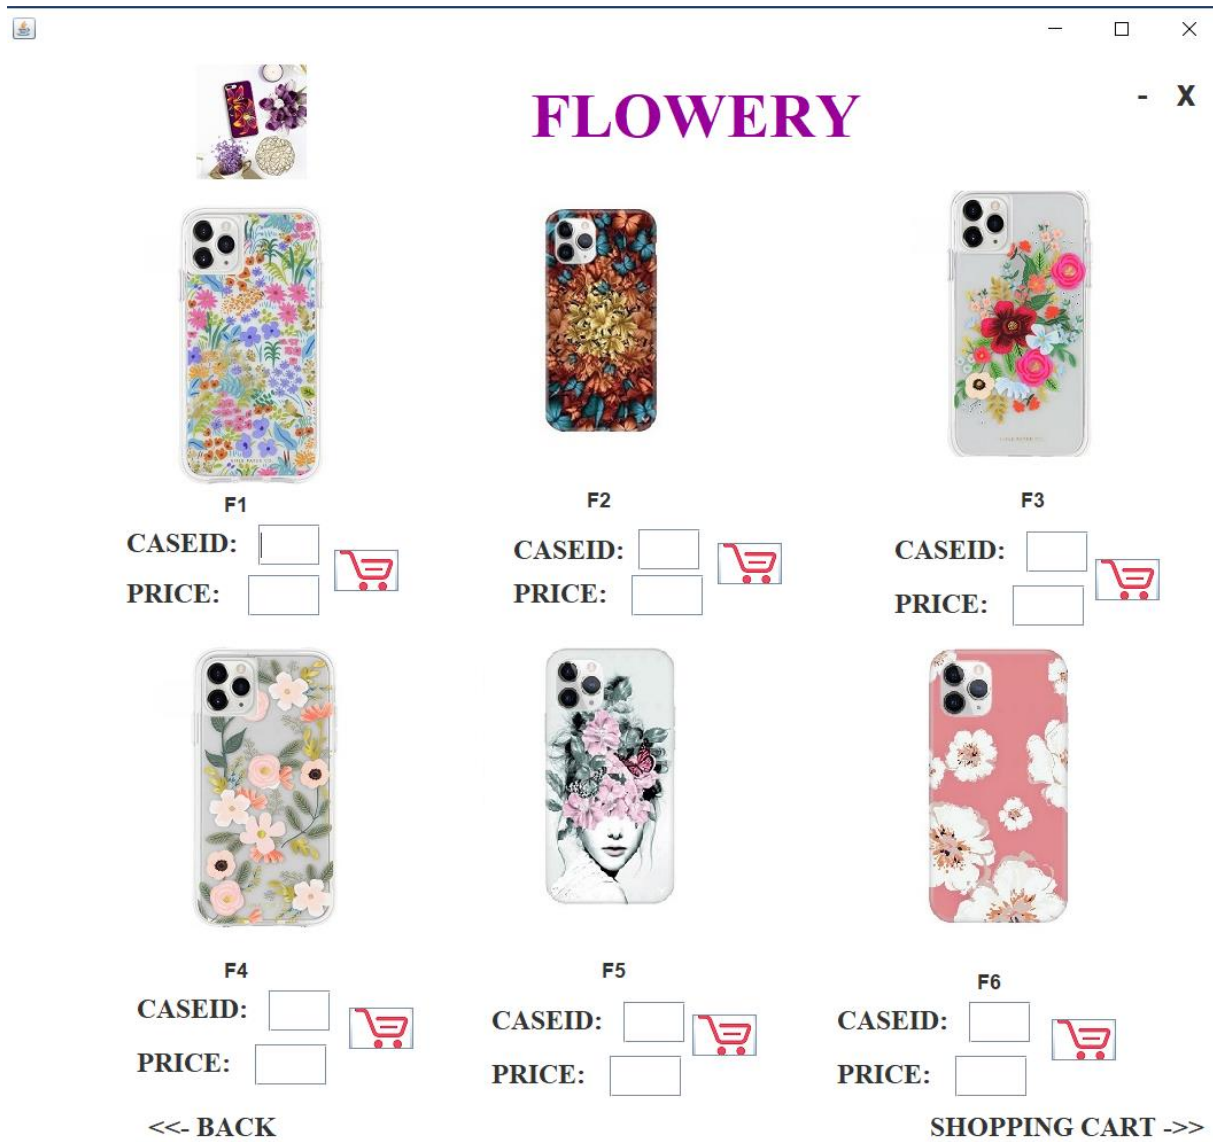 FLOWERY
- X
F1
F2
F3
CASEID:
CASEID:
CASEID:
PRICE:
PRICE:
PRICE:
F4
F5
F6
CASEID:
CASEID:
CASEID:
PRICE:
PRICE:
PRICE:
<<- BACK
SHOPPING CART ->>